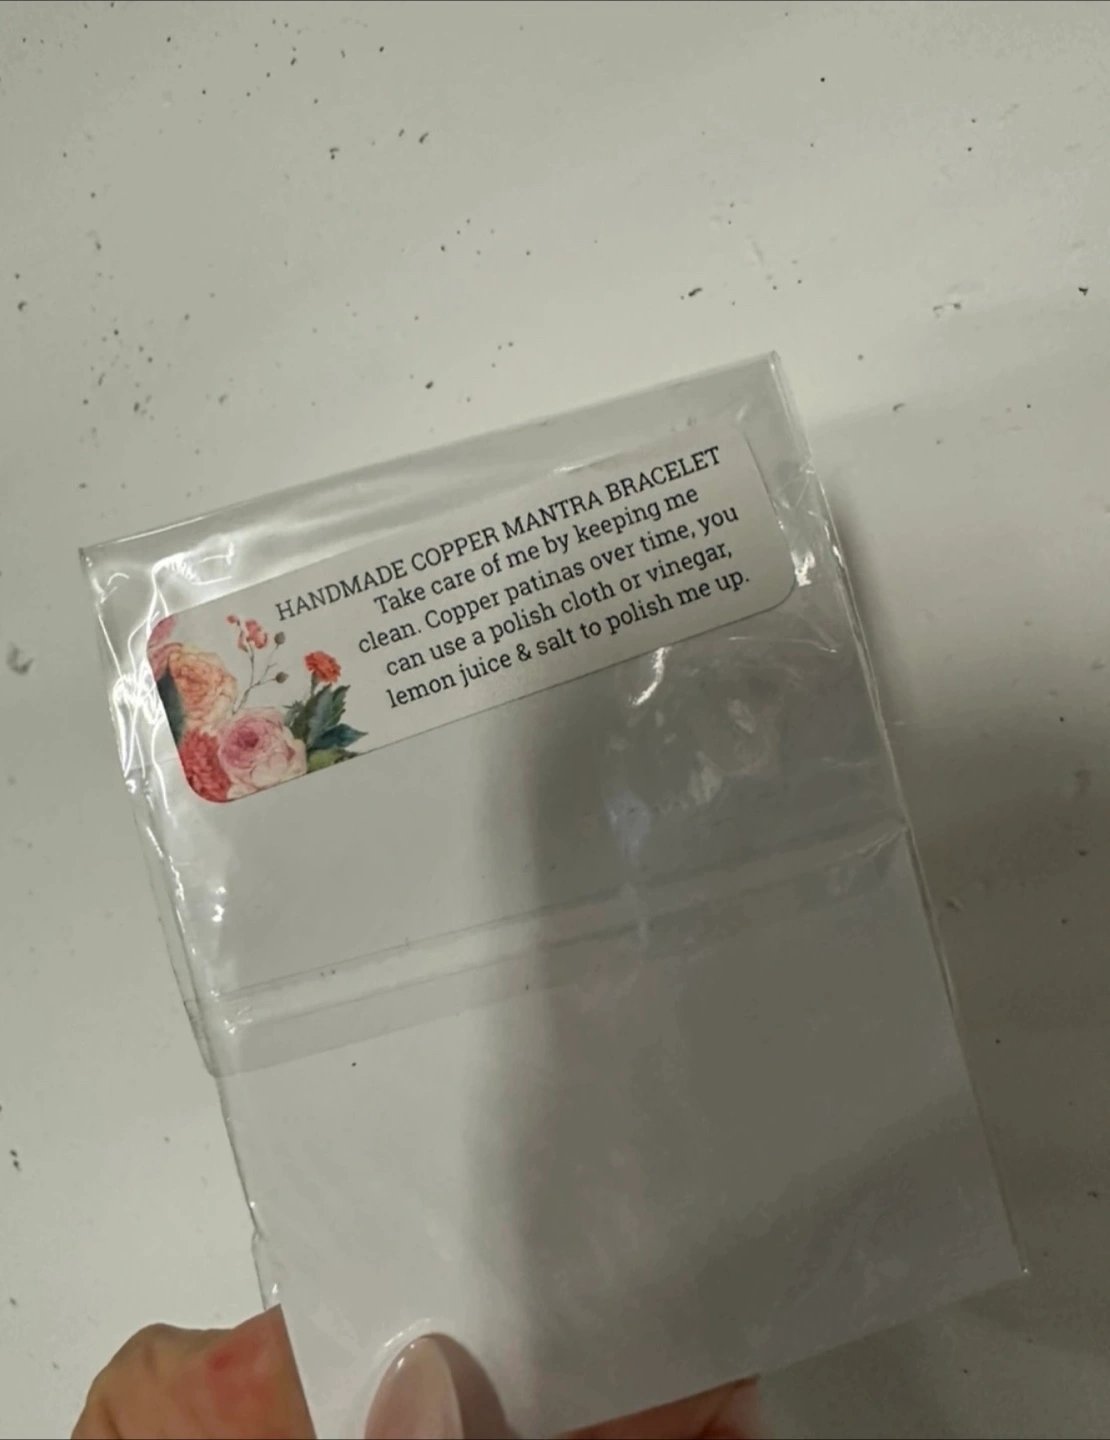 HANDMADE COPPER MANTRA BRACELET
Take care of me by keeping me
clean. Copper patinas over time, you
can use a polish cloth or vinegar,
lemon juice & salt to polish me up.